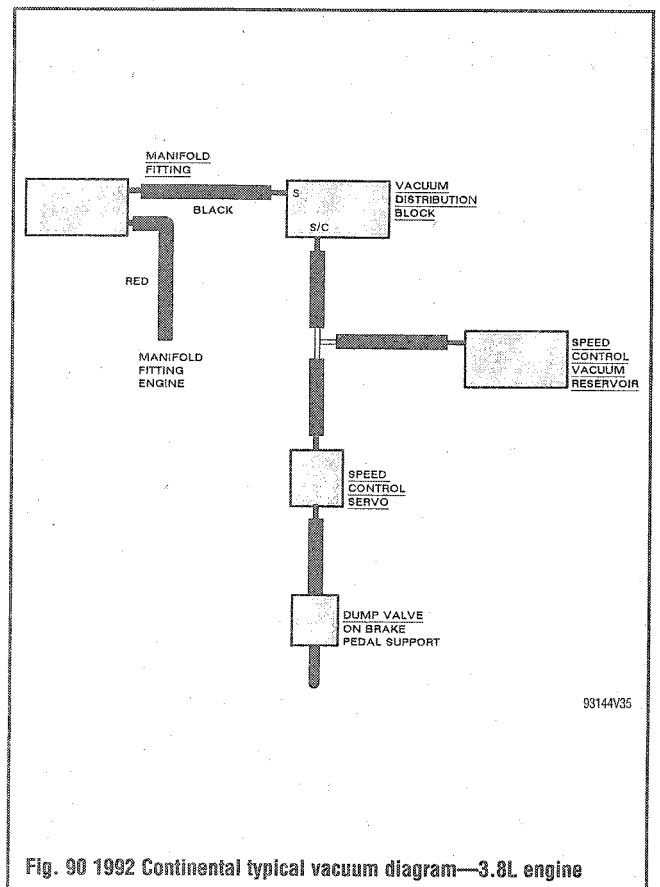 MANIFOLD
FITTING
BLACK
S
S/C
VACUUM
DISTRIBUTION
BLOCK
RED
MANIFOLD
FITTING
ENGINE
SPEED
CONTROL
VACUUM
RESERVOIR
SPEED
CONTROL
SERVO
DUMP VALVE
ON BRAKE
PEDAL SUPPORT
93144V35
Fig. 90 1992 Continental typical vacuum diagram—3.8L engine